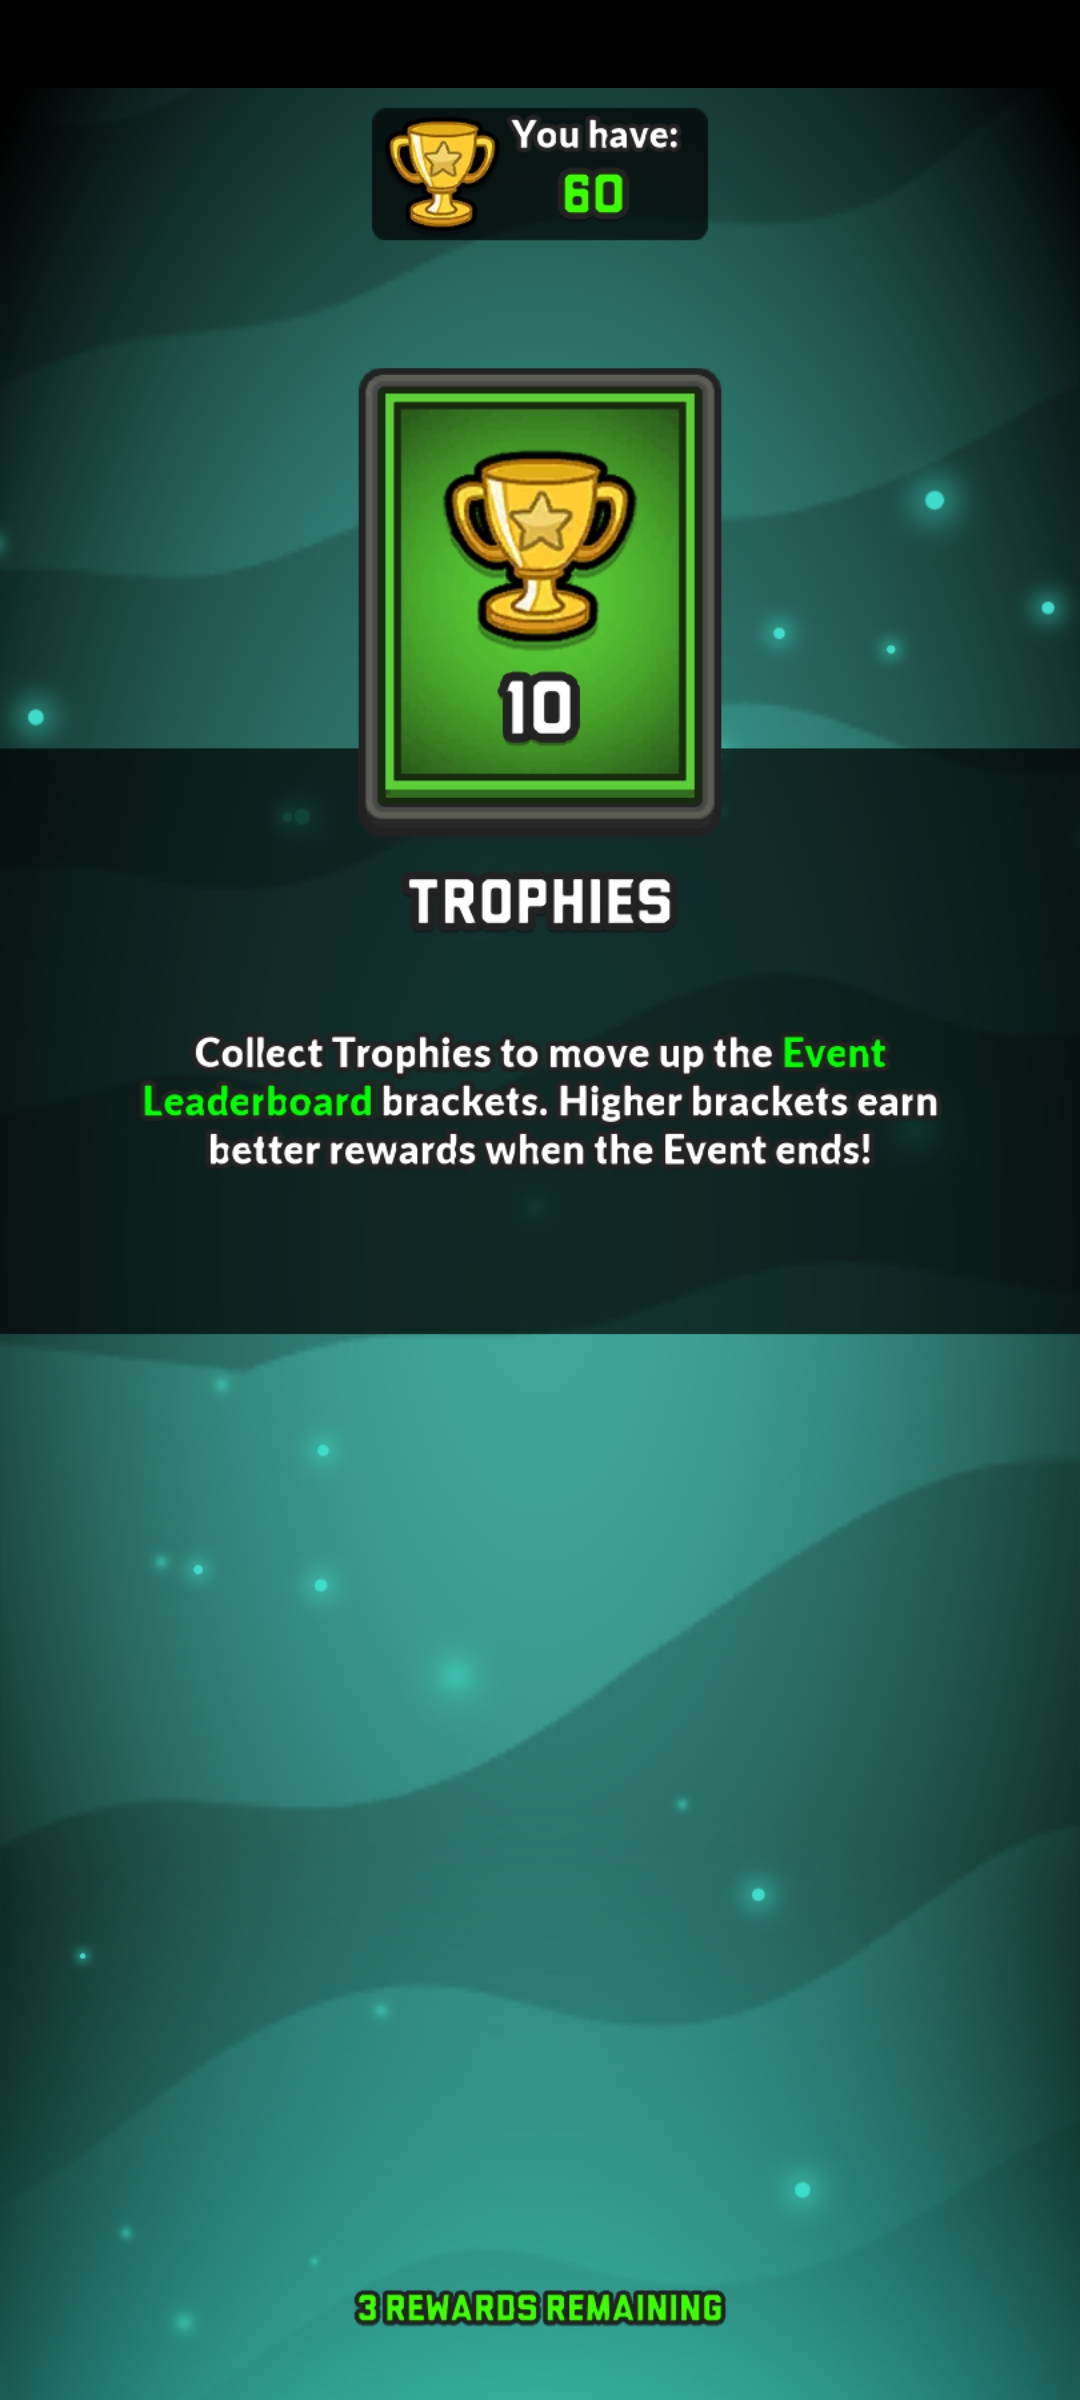 You have:
60
10
TROPHIES
Collect Trophies to move up the Event
Leaderboard brackets. Higher brackets earn
better rewards when the Event ends!
3 REWARDS REMAINING